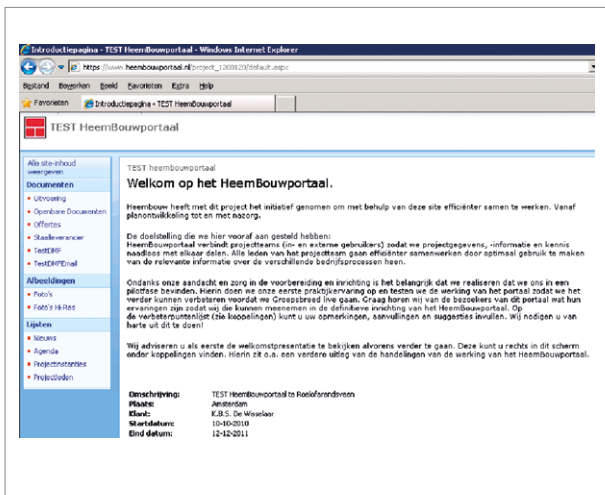 Introductiepagina - TEST HeemBouwportaal - Windows Internet Explorer
https://www.heembouwportaal.nl/project_1200120/default.aspx
Bestand Bewerken Beeld Favorieten Extra Help
Favorieten Introductiepagina - TEST HeemBouwportaal
TEST HeemBouwportaal
Alle site-inhoud
weergeven
Documenten
Uitvoering
Openbare Documenten
Offertes
Staalleverancier
TestDMF
TestDMFEmail
Afbeeldingen
Foto's
Foto's Hi-Res
Lijsten
Nieuws
Agenda
Projectinstanties
Projectleden
TEST heembouwportaal
Welkom op het HeemBouwportaal.
Heembouw heeft met dit project het initiatief genomen om met behulp van deze site efficiënter samen te werken. Vanaf
planontwikkeling tot en met nazorg.
De doelstelling die we hier vooraf aan gesteld hebben:
HeemBouwportaal verbindt projectteams (in- en externe gebruikers) zodat we projectgegevens, -informatie en kennis
naadloos met elkaar delen. Alle leden van het projectteam gaan efficiënter samenwerken door optimaal gebruik te maken
van de relevante informatie over de verschillende bedrijfsprocessen heen.
Ondanks onze aandacht en zorg in de voorbereiding en inrichting is het belangrijk dat we realiseren dat we ons in een
pilotfase bevinden. Hierin doen we onze eerste praktijkervaring op en testen we de werking van het portaal zodat we het
verder kunnen verbeteren voordat we Groepsbreed live gaan. Graag horen wij van de bezoekers van dit portaal wat hun
ervaringen zijn zodat wij die kunnen meenemen in de definitieve inrichting van het HeemBouwportaal. Op
de verbeterpuntenlijst (zie koppelingen) kunt u uw opmerkingen, aanvullingen en suggesties invullen. Wij nodigen u van
harte uit dit te doen!
Wij adviseren u als eerste de welkomstpresentatie te bekijken alvorens verder te gaan. Deze kunt u rechts in dit scherm
onder koppelingen vinden. Hierin zit o.a. een verdere uitleg van de handelingen van de werking van het HeemBouwportaal.
Omschrijving: TEST HeemBouwportaal te Roelofarendsveen
Plaats: Amsterdam
Klant: K.B.S. De Wisselaar
Startdatum: 10-10-2010
Eind datum: 12-12-2011